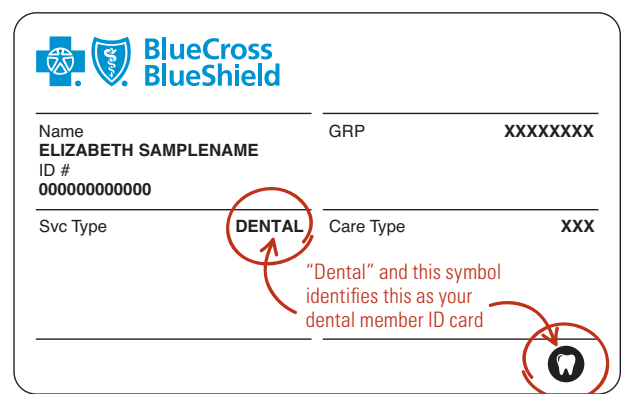 BlueCross
BlueShield
Name
ELIZABETH SAMPLENAME
ID #
000000000000
GRP XXXXXXXX
Svc Type DENTAL
Care Type XXX
"Dental" and this symbol
identifies this as your
dental member ID card